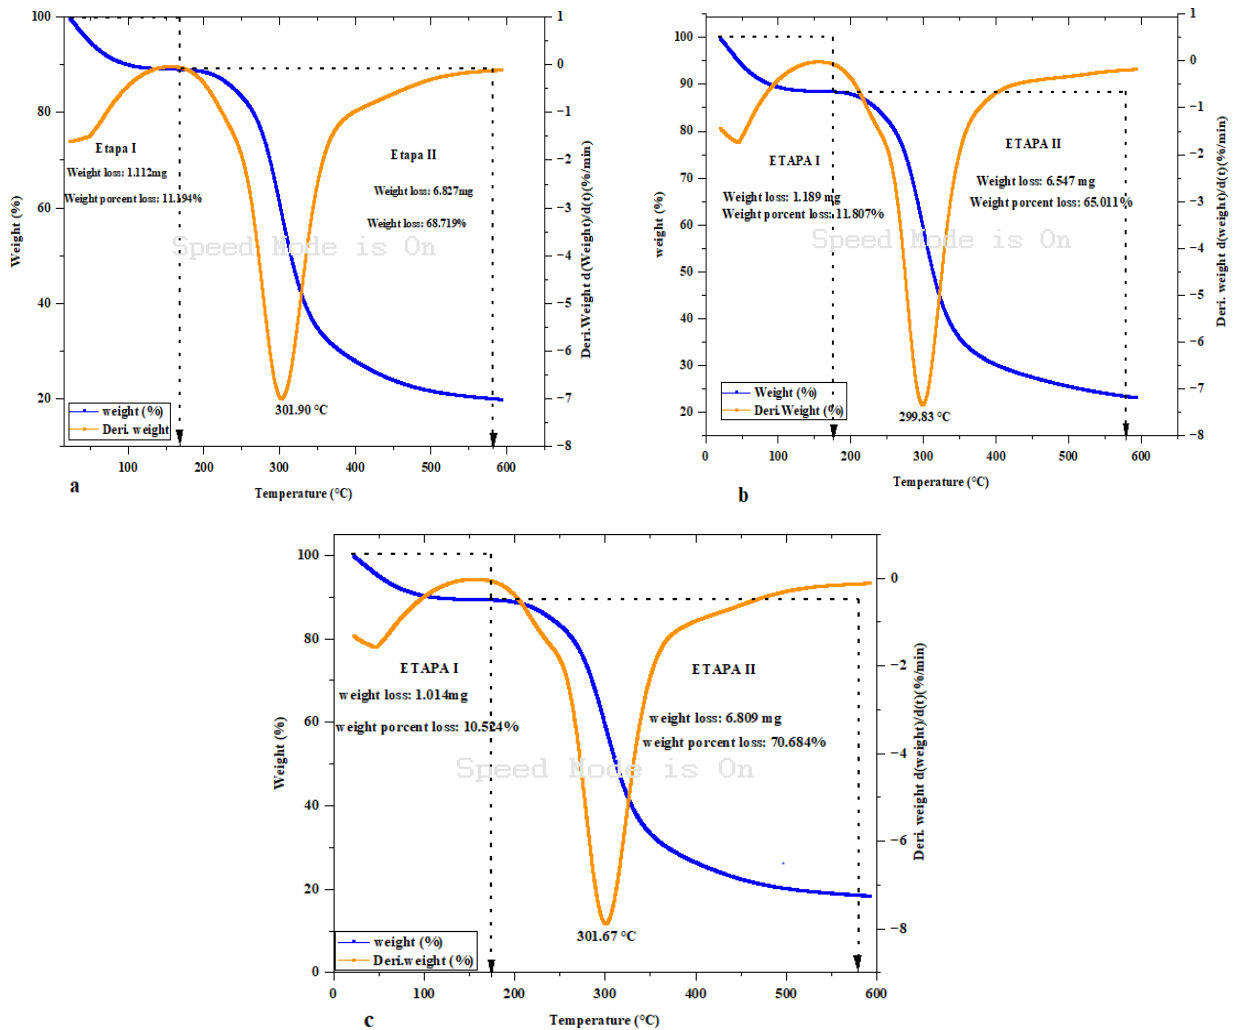 100
80
60
40
20
Weight (%)
1
0
−1
−2
−3
−4
−5
−6
−7
−8
Deri.Weight d(Weight)/d(t)(%/min)
Etapa I
Weight loss: 1.112mg
Weight porcent loss: 11.194%
Etapa II
Weight loss: 6.827mg
Weight loss: 68.719%
Speed Mode is On
301.90 °C
weight (%)
Deri. weight
100
200
300
400
500
600
Temperature (°C)
a
100
90
80
70
60
50
40
30
20
weight (%)
1
0
−1
−2
−3
−4
−5
−6
−7
−8
Deri. weight d(weight)/d(t)(%/min)
ETAPA I
Weight loss: 1.189 mg
Weight porcent loss: 11.807%
ETAPA II
Weight loss: 6.547 mg
Weight porcent loss: 65.011%
Speed Mode is On
299.83 °C
Weight (%)
Deri.Weight (%)
0
100
200
300
400
500
600
Temperature (°C)
b
100
80
60
40
20
0
Weight (%)
0
−2
−4
−6
−8
Deri. weight d(weight)/d(t)(%/min)
ETAPA I
weight loss: 1.014mg
weight porcent loss: 10.524%
ETAPA II
weight loss: 6.809 mg
weight porcent loss: 70.684%
Speed Mode is On
301.67 °C
weight (%)
Deri.weight (%)
0
100
200
300
400
500
600
Temperature (°C)
c